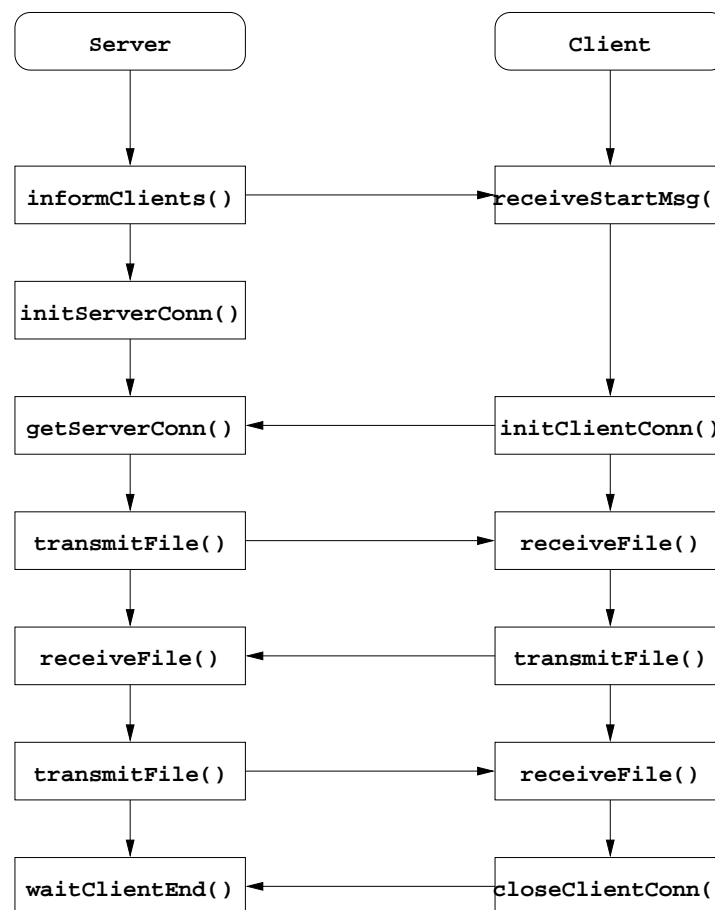 Server
Client
informClients()
receiveStartMsg(
initServerConn()
getServerConn()
initClientConn()
transmitFile()
receiveFile()
receiveFile()
transmitFile()
transmitFile()
receiveFile()
waitClientEnd()
closeClientConn(